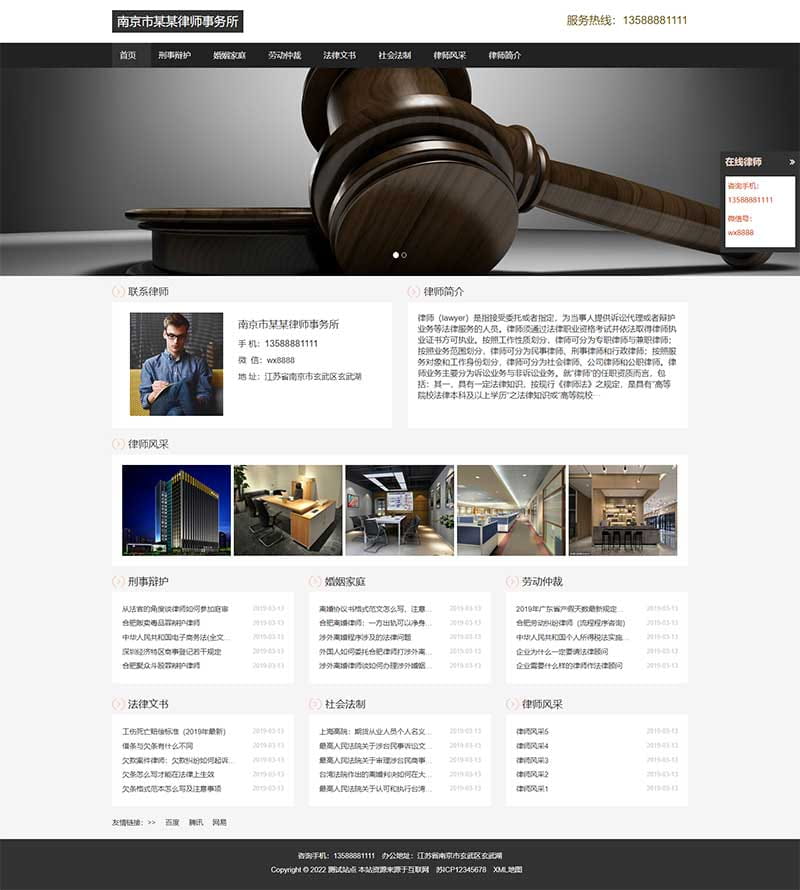 南京市某某律师事务所
服务热线：13588881111
首页 刑事辩护 婚姻家庭 劳动仲裁 法律文书 社会法制 律师风采 律师简介
在线律师 »
咨询手机：
13588881111
微信号：
wx8888
联系律师
南京市某某律师事务所
手 机：13588881111
微 信：wx8888
地 址：江苏省南京市玄武区玄武湖
律师简介
律师（lawyer）是指接受委托或者指定，为当事人提供诉讼代理或者辩护
业务等法律服务的人员。律师须通过法律职业资格考试并依法取得律师执
业证书方可执业。按照工作性质划分，律师可分为专职律师与兼职律师；
按照业务范围划分，律师可分为民事律师、刑事律师和行政律师；按照服
务对象和工作身份划分，律师可分为社会律师、公司律师和公职律师。律
师业务主要分为诉讼业务与非诉讼业务。就“律师”的任职资质而言，包
括：其一，具有一定法律知识，按现行《律师法》之规定，是具有“高等
院校法律本科及以上学历”之法律知识或“高等院校…
律师风采
刑事辩护
从法官的角度谈律师如何参加庭审 2019-03-13
合肥贩卖毒品罪辩护律师 2019-03-13
中华人民共和国电子商务法(全文… 2019-03-13
深圳经济特区商事登记若干规定 2019-03-13
合肥聚众斗殴罪辩护律师 2019-03-13
婚姻家庭
离婚协议书格式范文怎么写、注意… 2019-03-13
合肥离婚律师：一方出轨可以净身… 2019-03-13
涉外离婚程序涉及的法律问题 2019-03-13
外国人如何委托合肥律师打涉外离… 2019-03-13
涉外离婚律师谈如何办理涉外婚姻… 2019-03-13
劳动仲裁
2019年广东省产假天数最新规定… 2019-03-13
合肥劳动纠纷律师（流程程序咨询） 2019-03-13
中华人民共和国个人所得税法实施… 2019-03-13
企业为什么一定要请法律顾问 2019-03-13
企业需要什么样的律师作法律顾问 2019-03-13
法律文书
工伤死亡赔偿标准（2019年最新） 2019-03-13
借条与欠条有什么不同 2019-03-13
欠款案件律师：欠款纠纷如何起诉… 2019-03-13
欠条怎么写才能在法律上生效 2019-03-13
欠条格式范本怎么写及注意事项 2019-03-13
社会法制
上海高院：期货从业人员个人名义… 2019-03-13
最高人民法院关于涉台民事诉讼文… 2019-03-13
最高人民法院关于审理涉台民商事… 2019-03-13
台湾法院作出的离婚判决如何在大… 2019-03-13
最高人民法院关于认可和执行台湾… 2019-03-13
律师风采
律师风采5 2019-03-13
律师风采4 2019-03-13
律师风采3 2019-03-13
律师风采2 2019-03-13
律师风采1 2019-03-13
友情链接：>> 百度 腾讯 网易
咨询手机：13588881111 办公地址：江苏省南京市玄武区玄武湖
Copyright © 2022 测试站点 本站资源来源于互联网 苏ICP12345678 XML地图